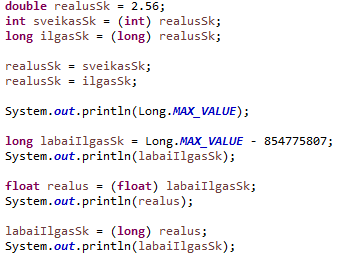 double realusSk = 2.56;
int sveikasSk = (int) realusSk;
long ilgasSk = (long) realusSk;
realusSk = sveikasSk;
realusSk = ilgasSk;
System.out.println(Long.MAX_VALUE);
long labaiIlgasSk = Long.MAX_VALUE - 854775807;
System.out.println(labaiIlgasSk);
float realus = (float) labaiIlgasSk;
System.out.println(realus);
labaiIlgasSk = (long) realus;
System.out.println(labaiIlgasSk);